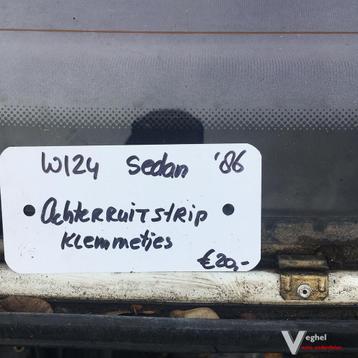 W124 Sedan '86
Achterruitstrip
Klemmetjes
€20,-
Veghel